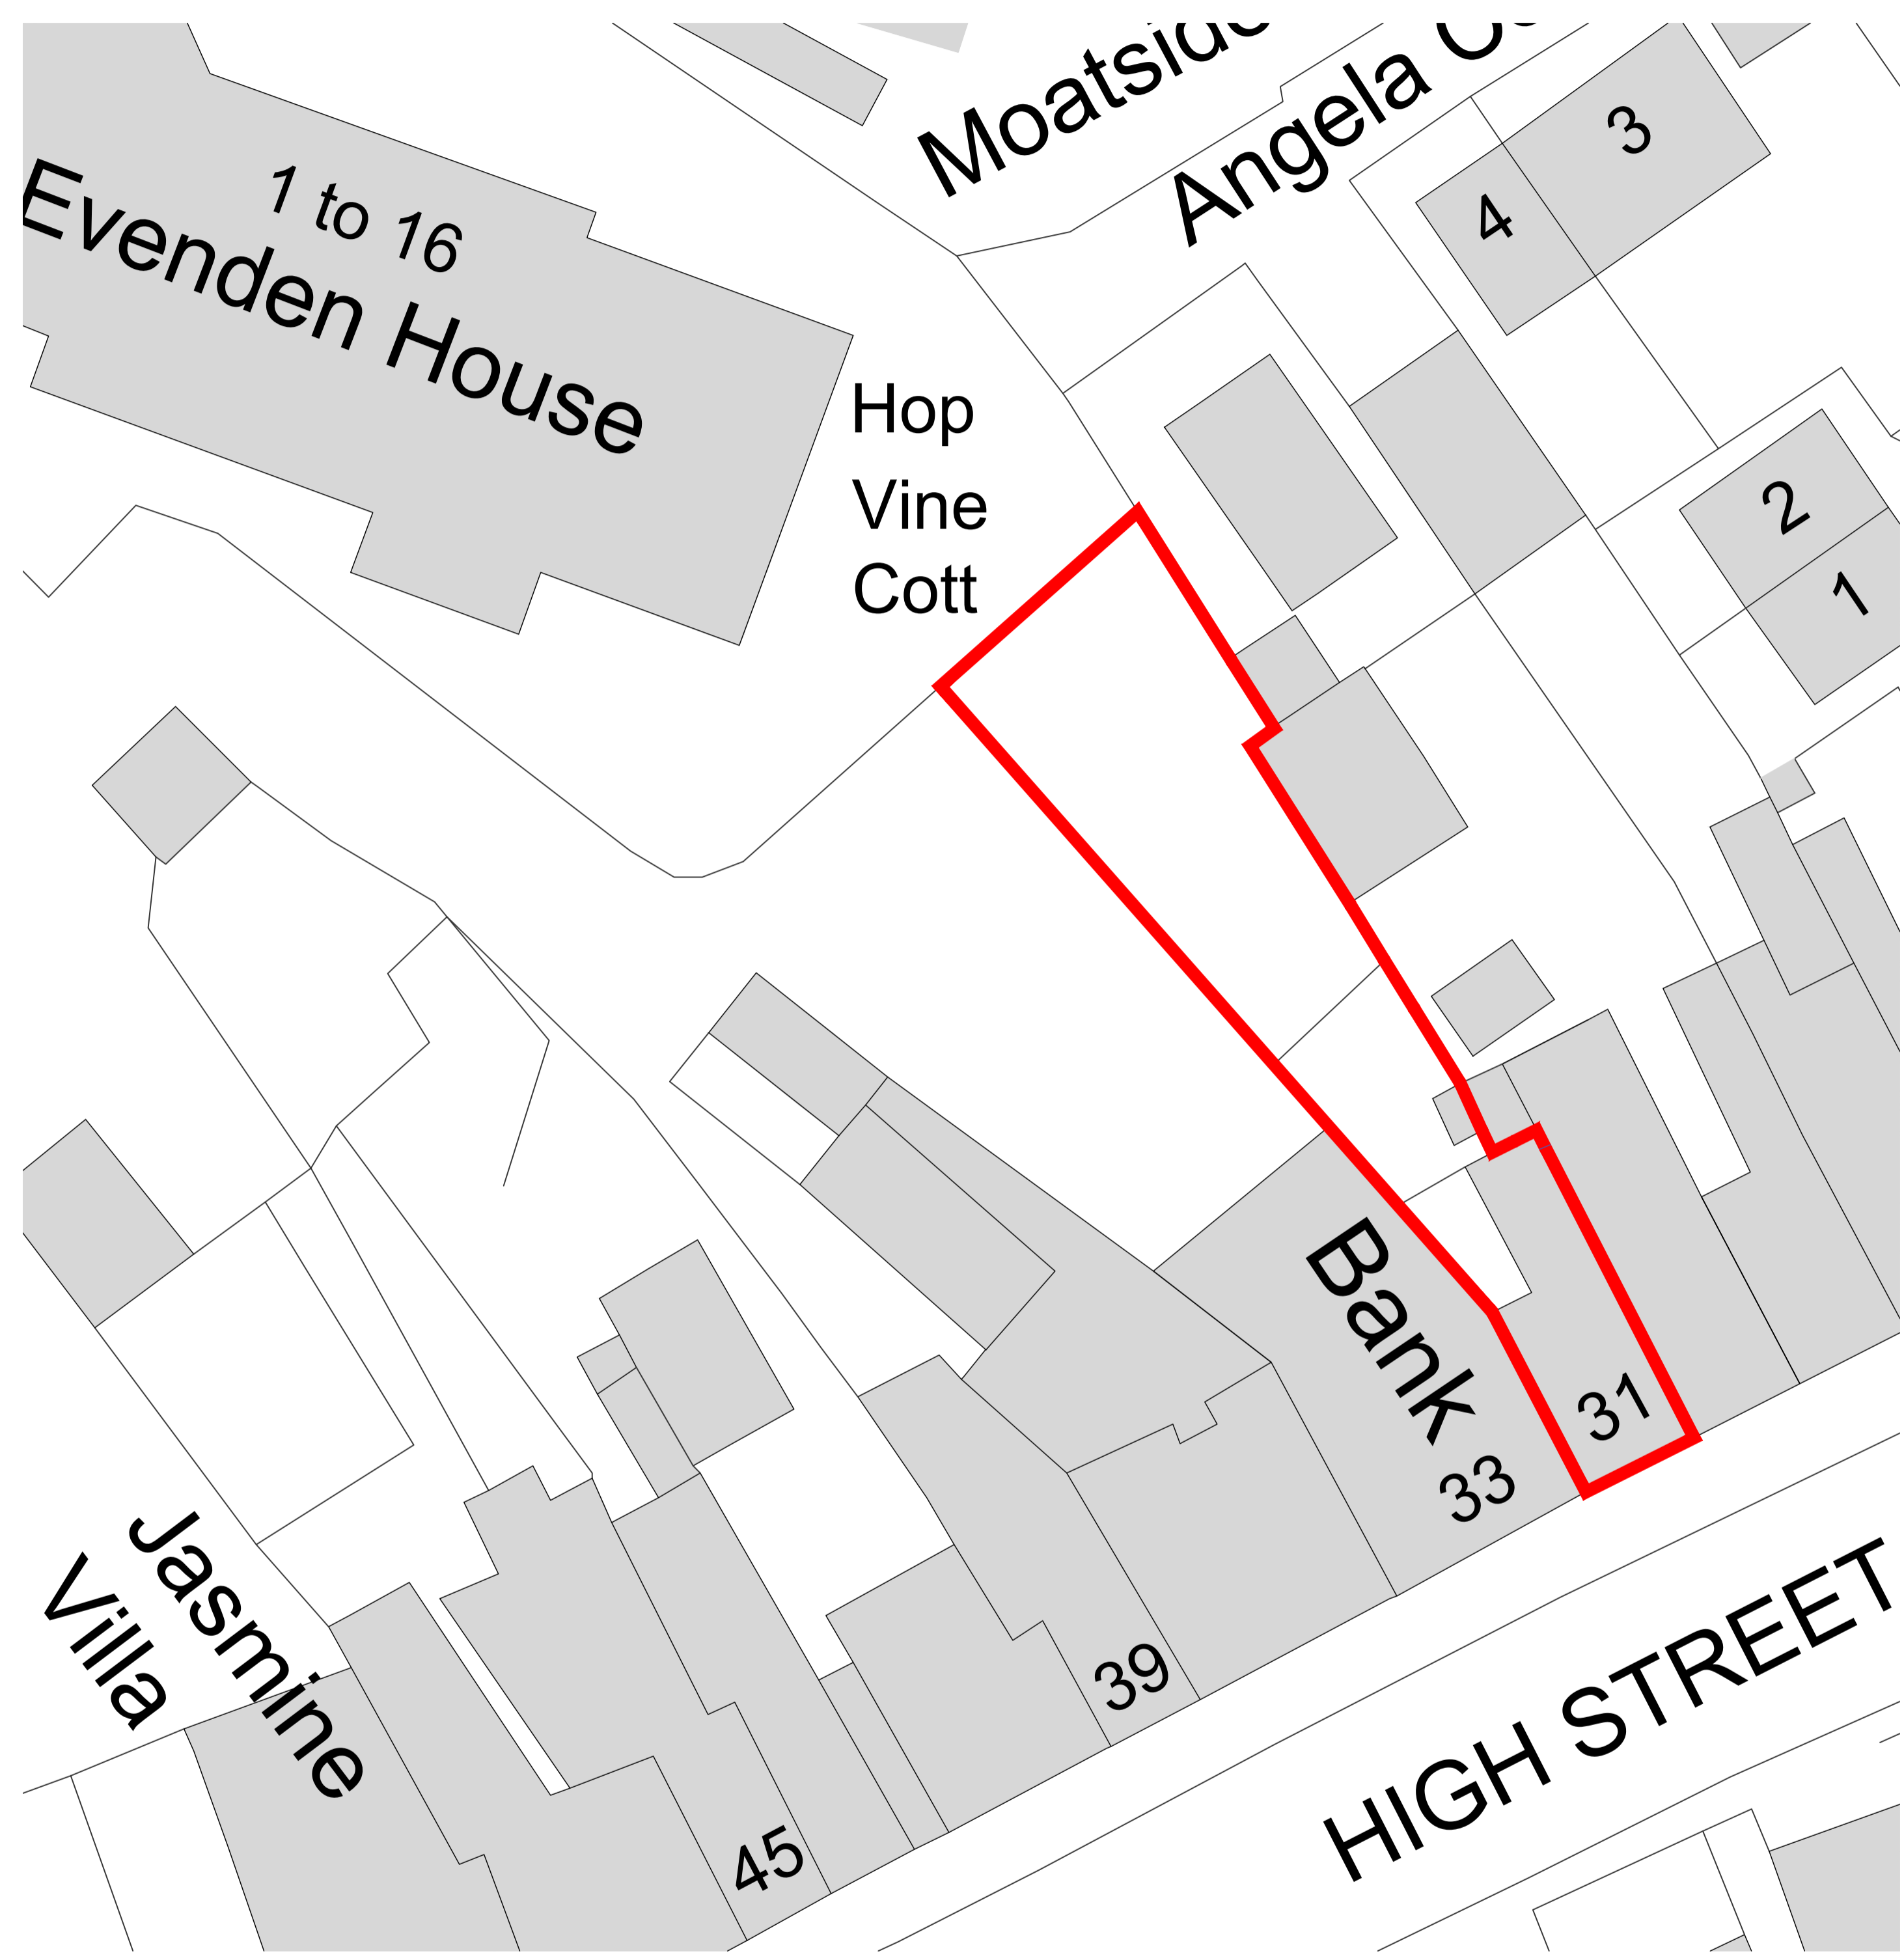 Moatside
Angela C
3
4
1 to 16
Evenden House
Hop
Vine
Cott
2
1
Bank
31
33
39
45
Jasmine
Villa
HIGH STREET